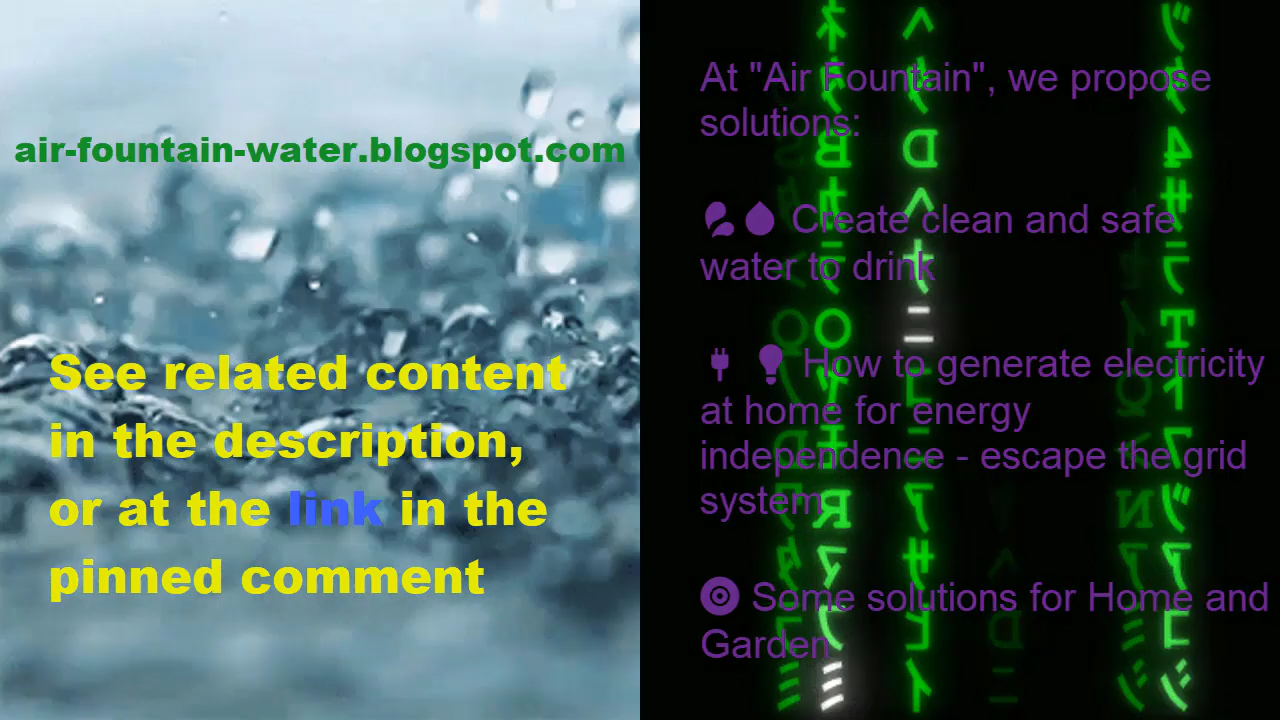 air-fountain-water.blogspot.com
See related content
in the description,
or at the link in the
pinned comment
At "Air Fountain", we propose
solutions:
Create clean and safe
water to drink
How to generate electricity
at home for energy
independence - escape the grid
system
Some solutions for Home and
Garden